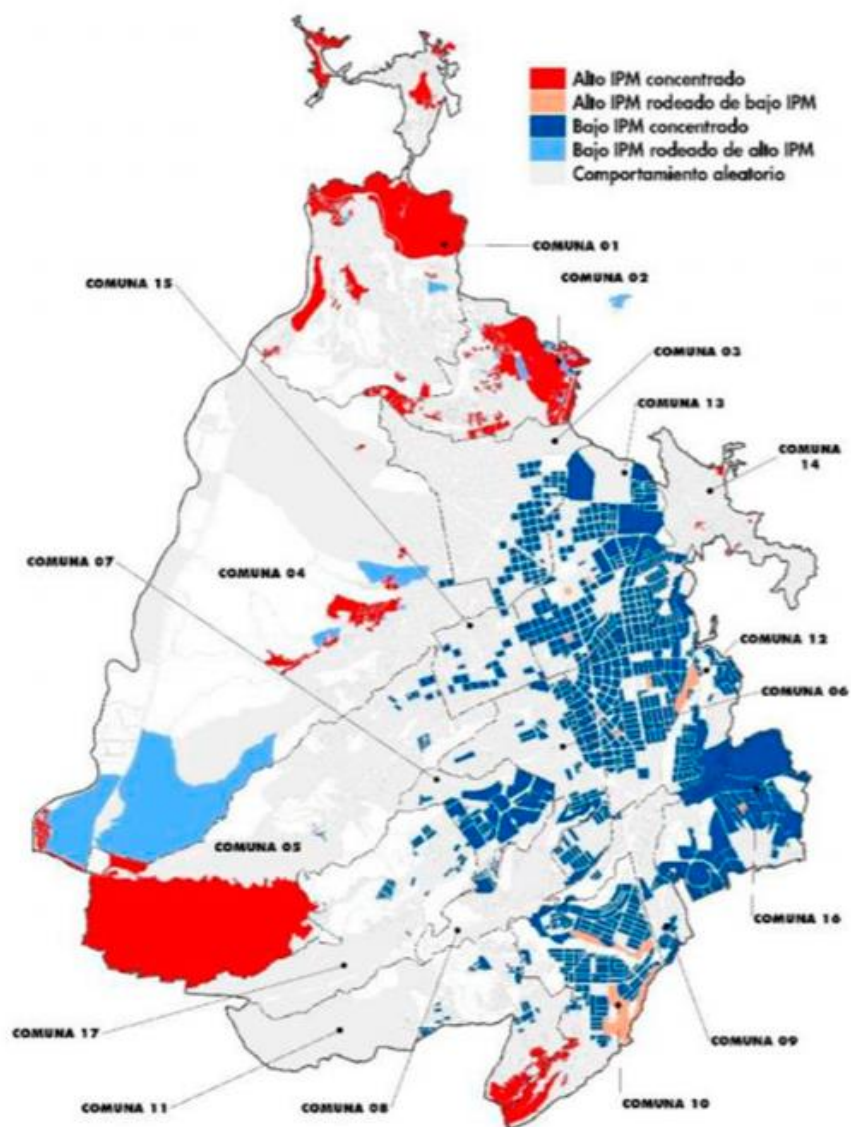 Alto IPM concentrado
Alto IPM rodeado de bajo IPM
Bajo IPM concentrado
Bajo IPM rodeado de alto IPM
Comportamiento aleatorio
COMUNA 01
COMUNA 15
COMUNA 02
COMUNA 03
COMUNA 13
COMUNA
14
COMUNA 07
COMUNA 04
COMUNA 12
COMUNA 06
COMUNA 05
COMUNA 16
COMUNA 17
COMUNA 09
COMUNA 11
COMUNA 08
COMUNA 10